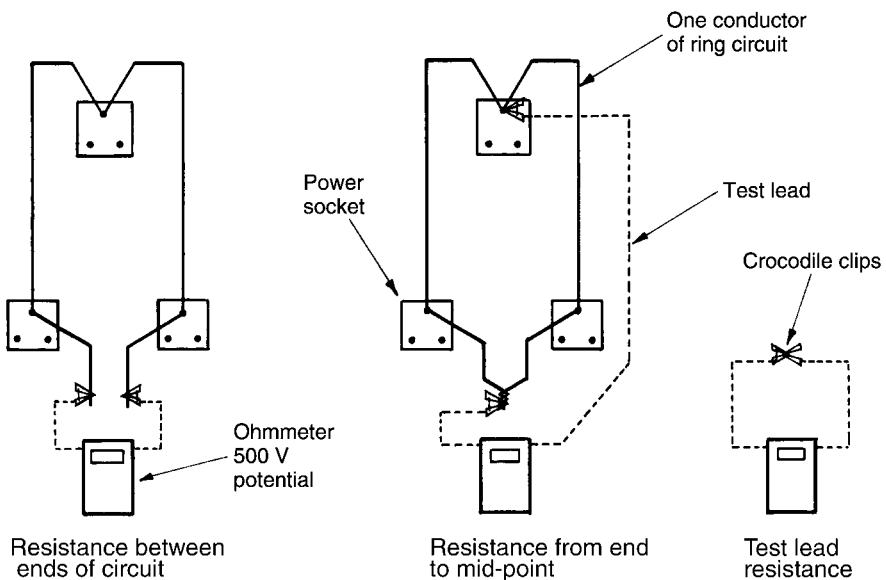 One conductor
of ring circuit
Power
socket
Test lead
Crocodile clips
Ohmmeter
500 V
potential
Resistance between
ends of circuit
Resistance from end
to mid-point
Test lead
resistance